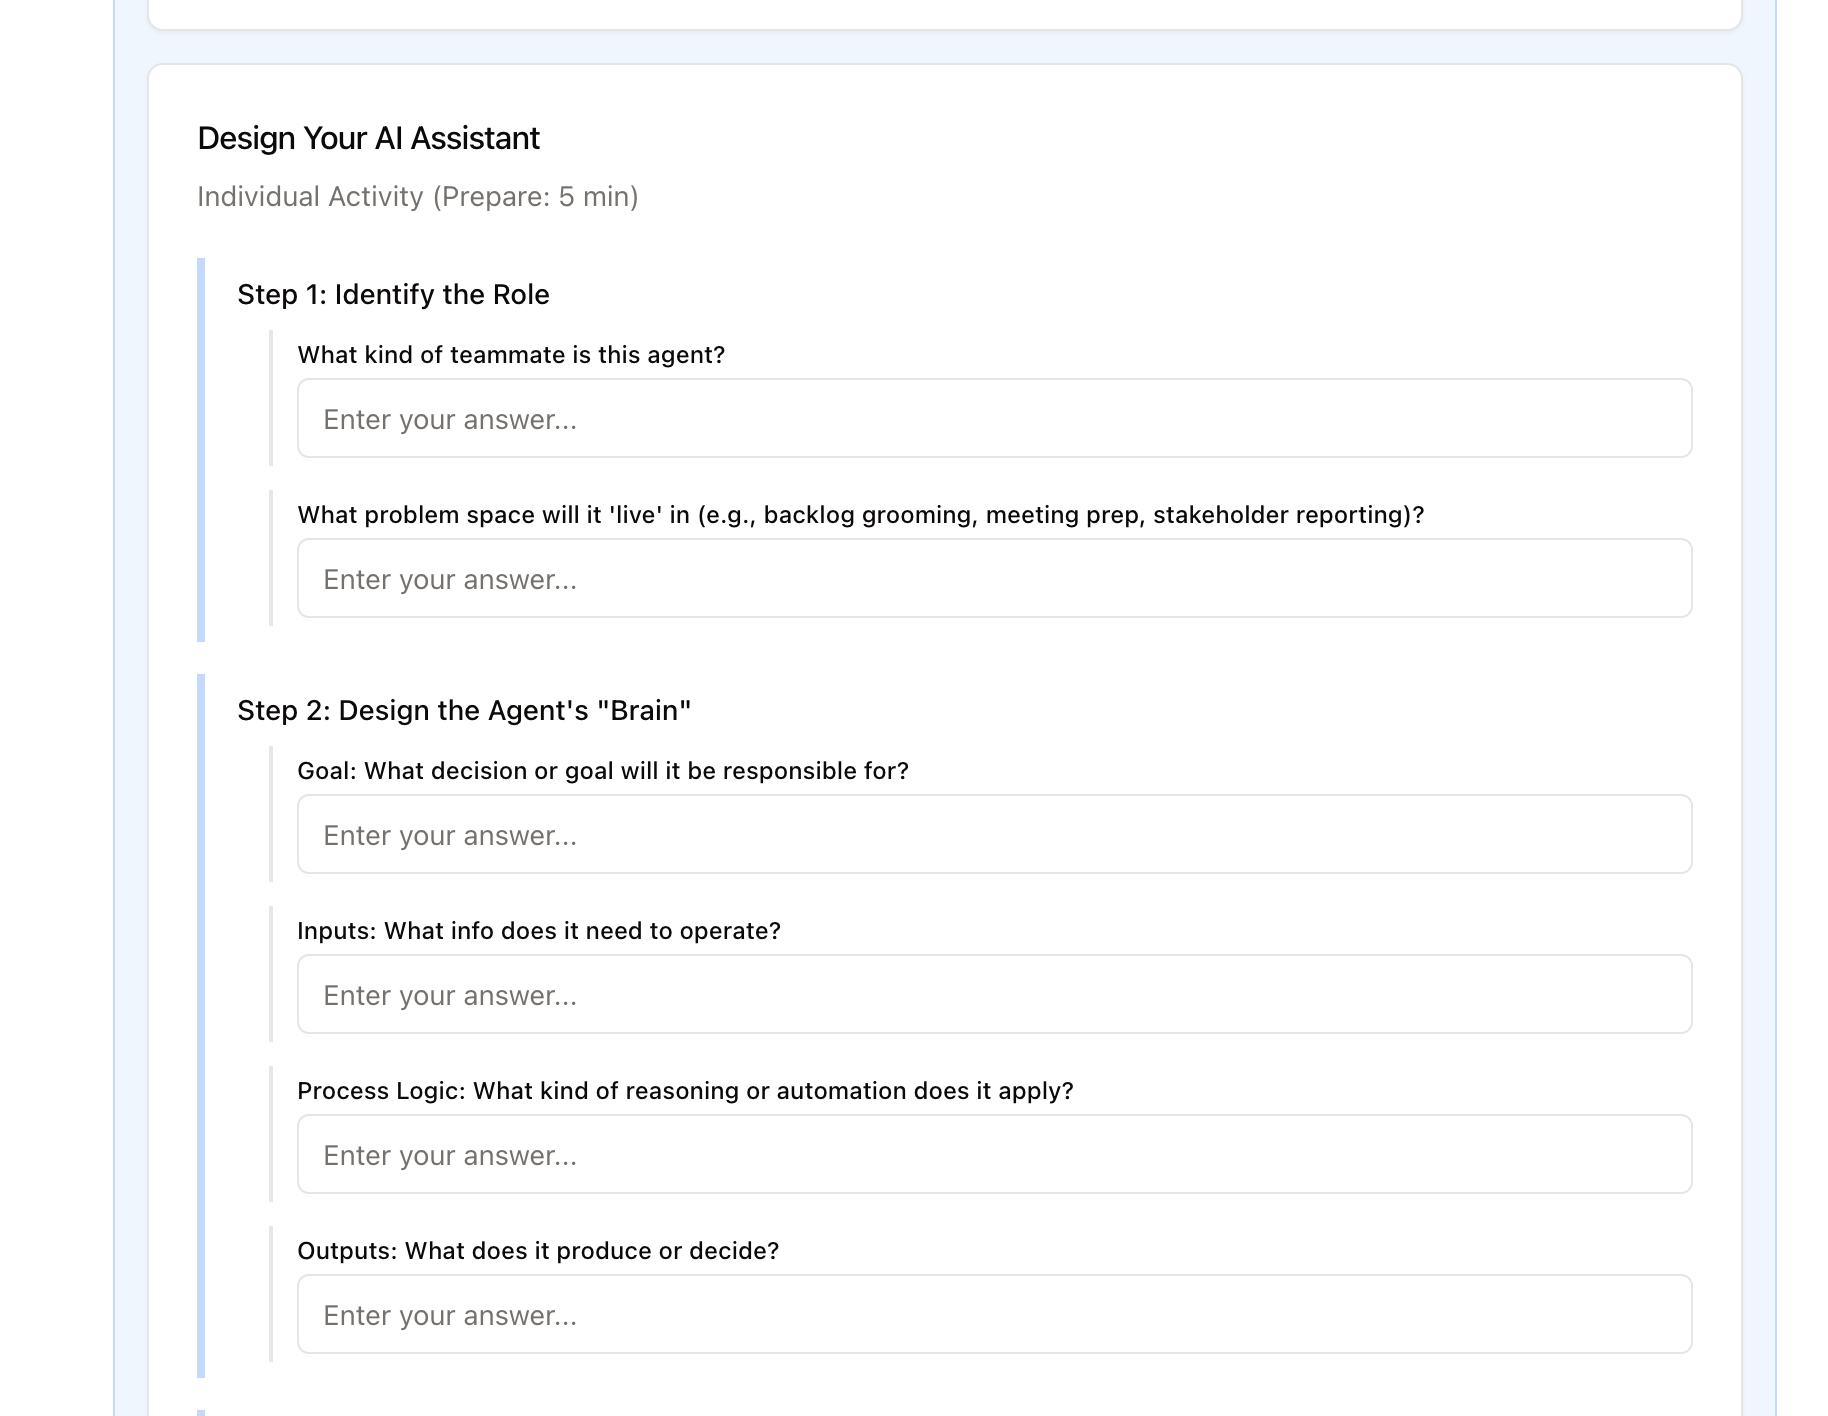 Design Your AI Assistant
Individual Activity (Prepare: 5 min)
Step 1: Identify the Role
What kind of teammate is this agent?
Enter your answer...
What problem space will it 'live' in (e.g., backlog grooming, meeting prep, stakeholder reporting)?
Enter your answer...
Step 2: Design the Agent's "Brain"
Goal: What decision or goal will it be responsible for?
Enter your answer...
Inputs: What info does it need to operate?
Enter your answer...
Process Logic: What kind of reasoning or automation does it apply?
Enter your answer...
Outputs: What does it produce or decide?
Enter your answer...